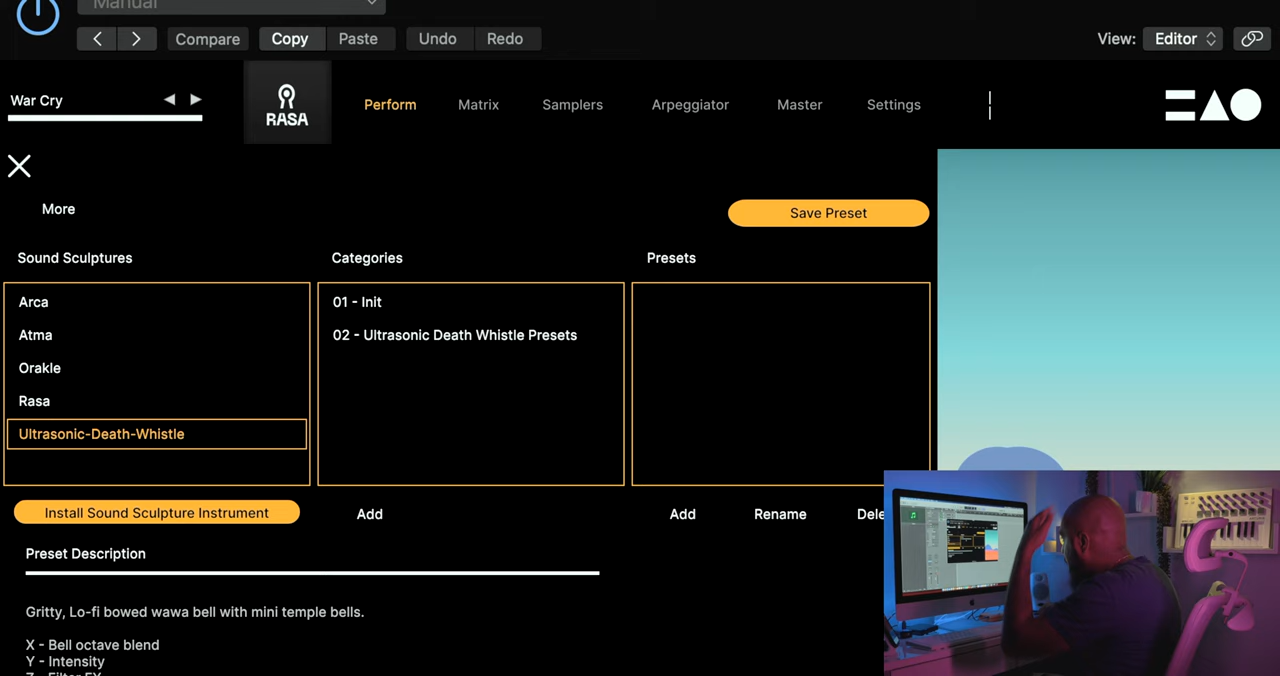 Manual
Compare Copy Paste Undo Redo View: Editor
War Cry RASA Perform Matrix Samplers Arpeggiator Master Settings
More
Save Preset
Sound Sculptures Categories Presets
Arca 01 - Init
Atma 02 - Ultrasonic Death Whistle Presets
Orakle
Rasa
Ultrasonic-Death-Whistle
Install Sound Sculpture Instrument Add Add Rename Dele
Preset Description
Gritty, Lo-fi bowed wawa bell with mini temple bells.
X - Bell octave blend
Y - Intensity
Z - Filter FX